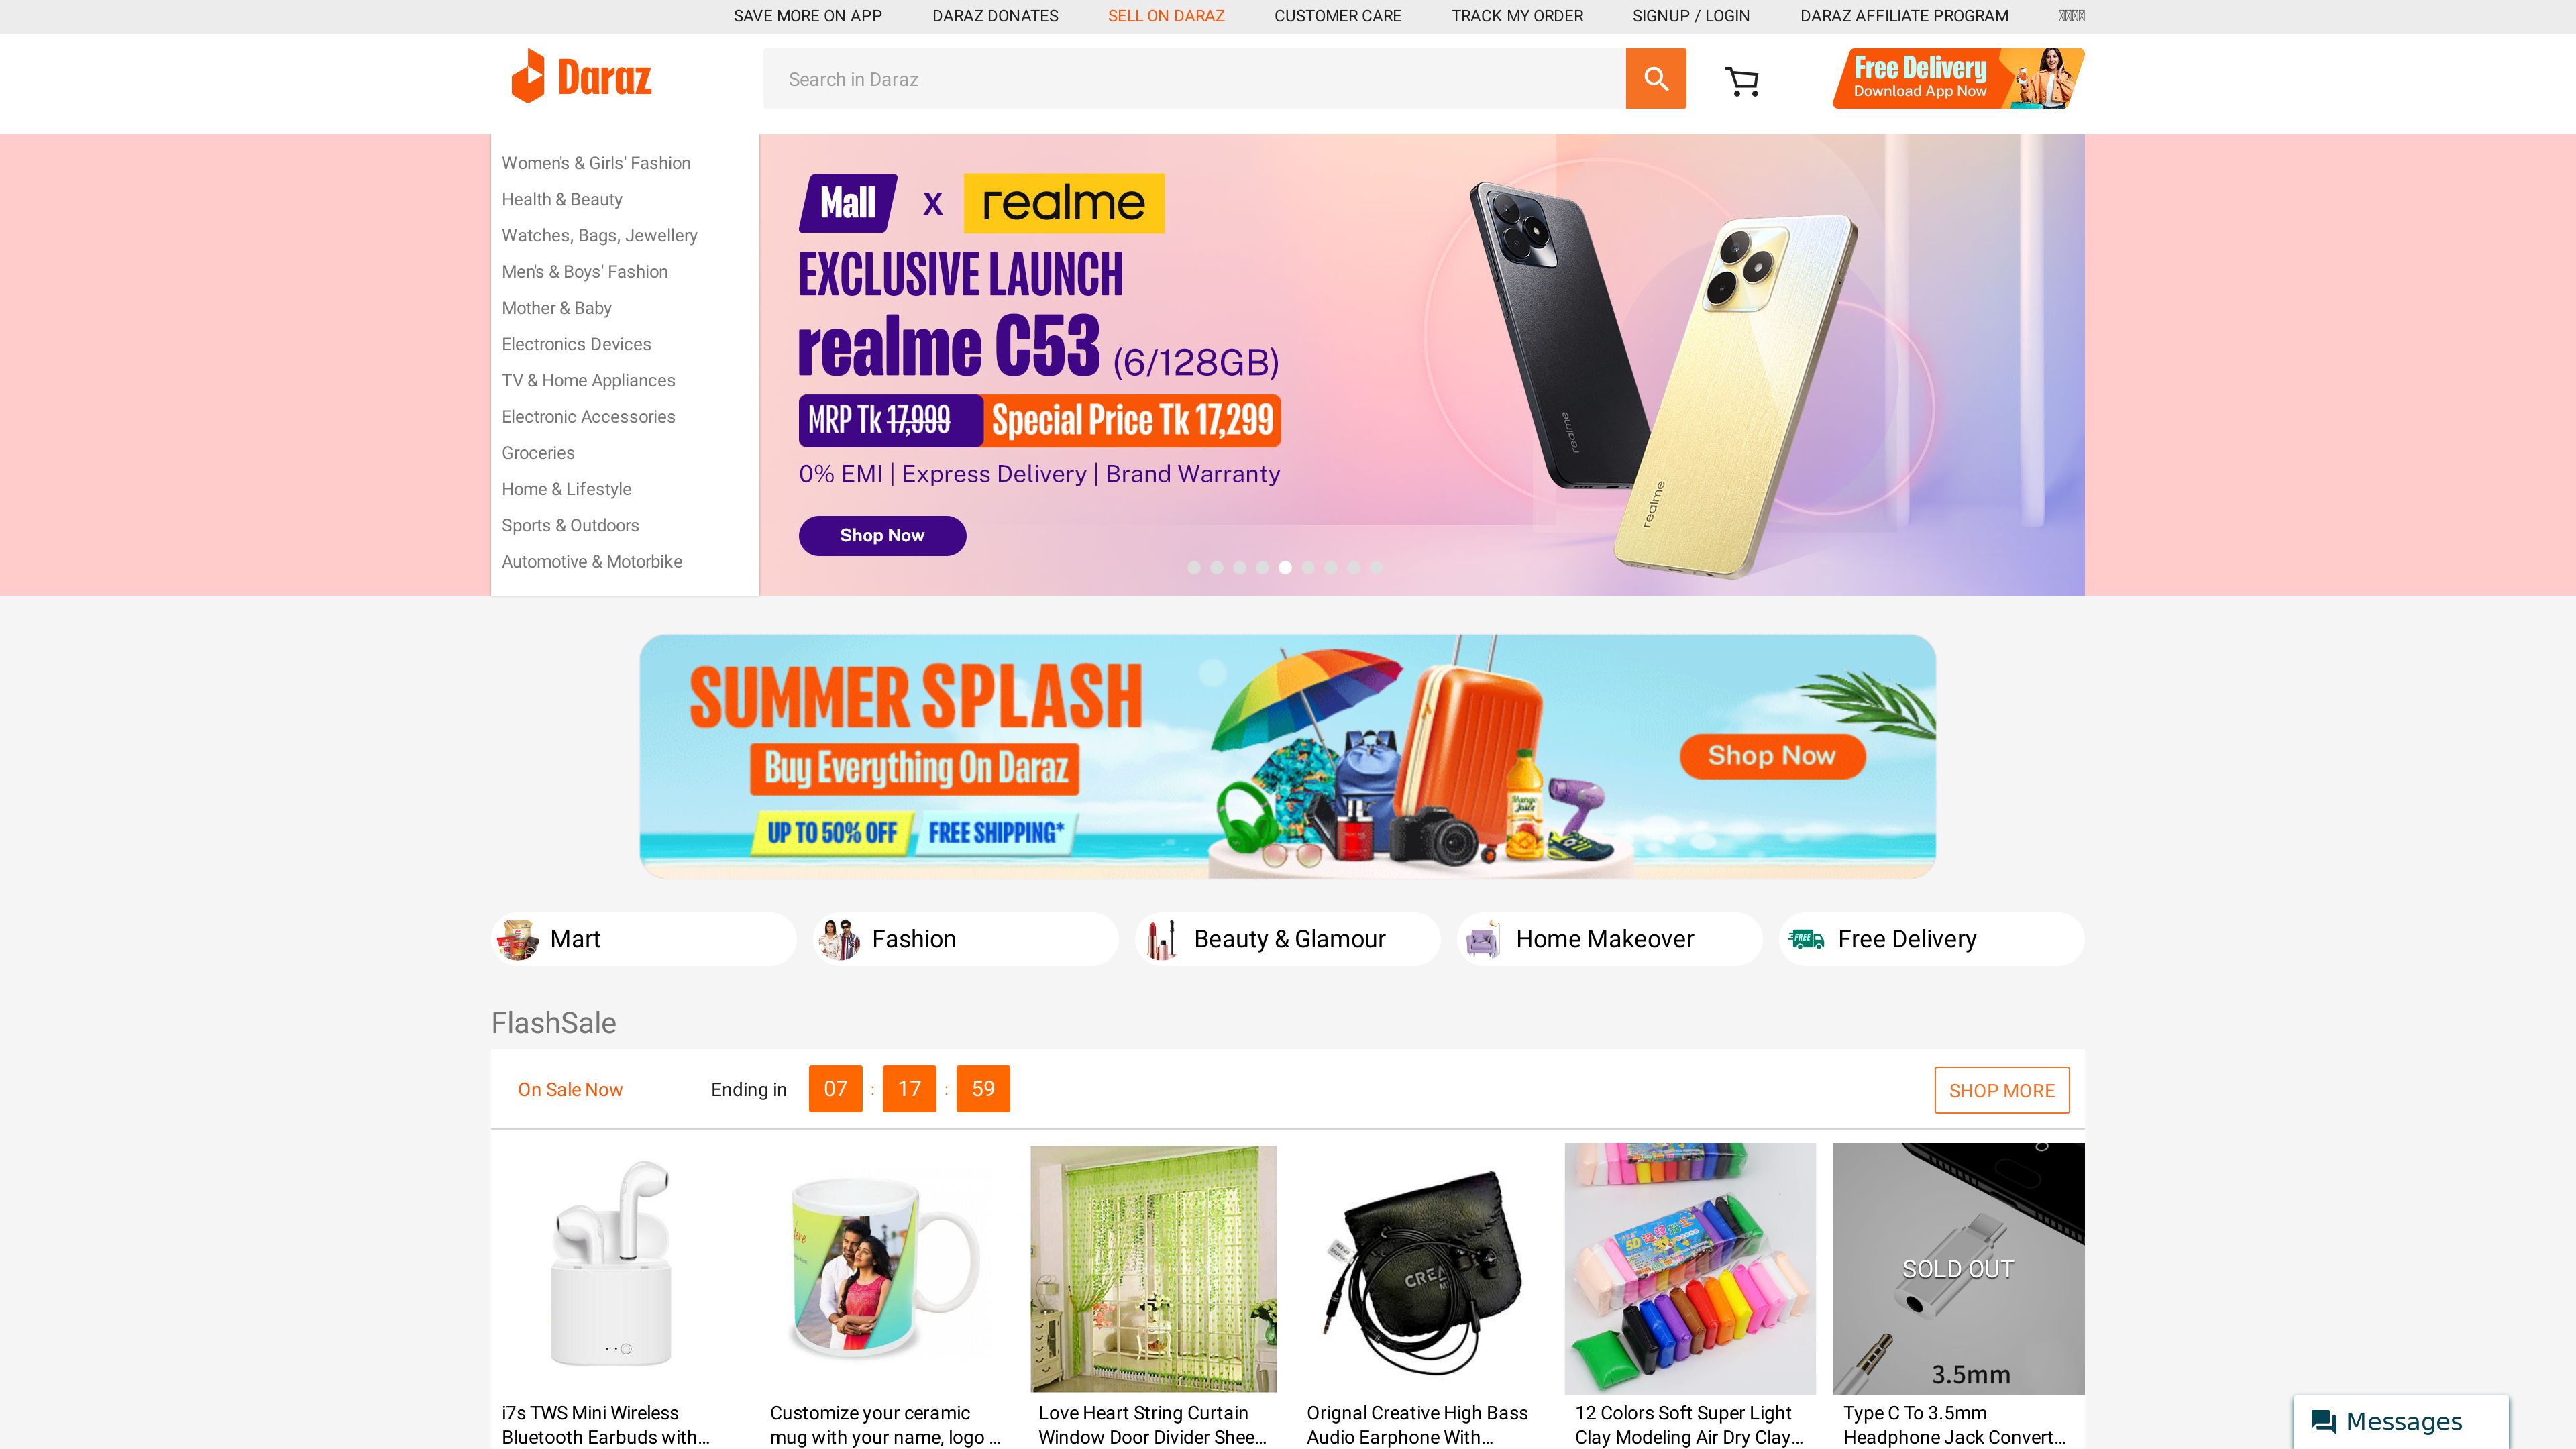 SAVE MORE ON APP
DARAZ DONATES
SELL ON DARAZ
CUSTOMER CARE
TRACK MY ORDER
SIGNUP / LOGIN
DARAZ AFFILIATE PROGRAM
Daraz
Search in Daraz
Free Delivery
Download App Now
Women's & Girls' Fashion
Health & Beauty
Watches, Bags, Jewellery
Men's & Boys' Fashion
Mother & Baby
Electronics Devices
TV & Home Appliances
Electronic Accessories
Groceries
Home & Lifestyle
Sports & Outdoors
Automotive & Motorbike
Mall X realme
EXCLUSIVE LAUNCH
realme C53 (6/128GB)
MRP Tk 17,999 Special Price Tk 17,299
0% EMI | Express Delivery | Brand Warranty
Shop Now
realme
realme
SUMMER SPLASH
Buy Everything On Daraz
UP TO 50% OFF FREE SHIPPING*
Shop Now
Mango Juice
Mart
Fashion
Beauty & Glamour
Home Makeover
FREE
Free Delivery
FlashSale
On Sale Now
Ending in 07 : 17 : 59
SHOP MORE
SOLD OUT
3.5mm
i7s TWS Mini Wireless
Bluetooth Earbuds with...
Customize your ceramic
mug with your name, logo ...
Love Heart String Curtain
Window Door Divider Shee...
Orignal Creative High Bass
Audio Earphone With...
12 Colors Soft Super Light
Clay Modeling Air Dry Clay...
Type C To 3.5mm
Headphone Jack Convert...
Messages